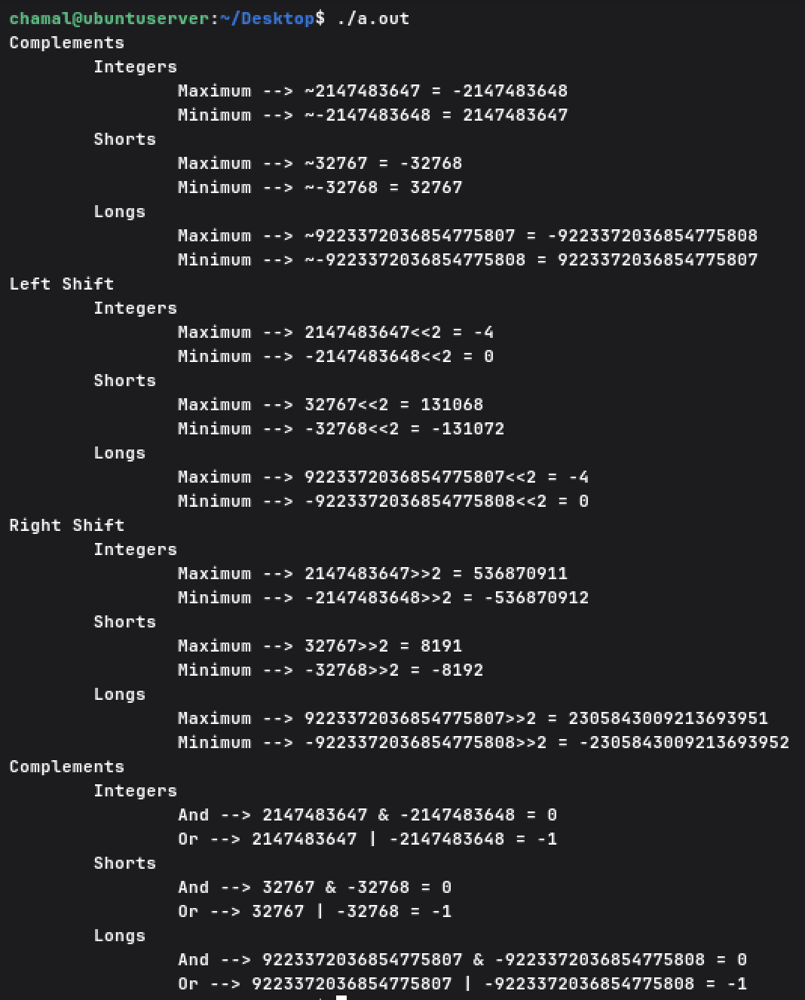 chamal@ubuntuserver:~/Desktop$ ./a.out
Complements
Integers
Maximum --> ~2147483647 = -2147483648
Minimum --> ~-2147483648 = 2147483647
Shorts
Maximum --> ~32767 = -32768
Minimum --> ~-32768 = 32767
Longs
Maximum --> ~9223372036854775807 = -9223372036854775808
Minimum --> ~-9223372036854775808 = 9223372036854775807
Left Shift
Integers
Maximum --> 2147483647<<2 = -4
Minimum --> -2147483648<<2 = 0
Shorts
Maximum --> 32767<<2 = 131068
Minimum --> -32768<<2 = -131072
Longs
Maximum --> 9223372036854775807<<2 = -4
Minimum --> -9223372036854775808<<2 = 0
Right Shift
Integers
Maximum --> 2147483647>>2 = 536870911
Minimum --> -2147483648>>2 = -536870912
Shorts
Maximum --> 32767>>2 = 8191
Minimum --> -32768>>2 = -8192
Longs
Maximum --> 9223372036854775807>>2 = 2305843009213693951
Minimum --> -9223372036854775808>>2 = -2305843009213693952
Complements
Integers
And --> 2147483647 & -2147483648 = 0
Or --> 2147483647 | -2147483648 = -1
Shorts
And --> 32767 & -32768 = 0
Or --> 32767 | -32768 = -1
Longs
And --> 9223372036854775807 & -9223372036854775808 = 0
Or --> 9223372036854775807 | -9223372036854775808 = -1